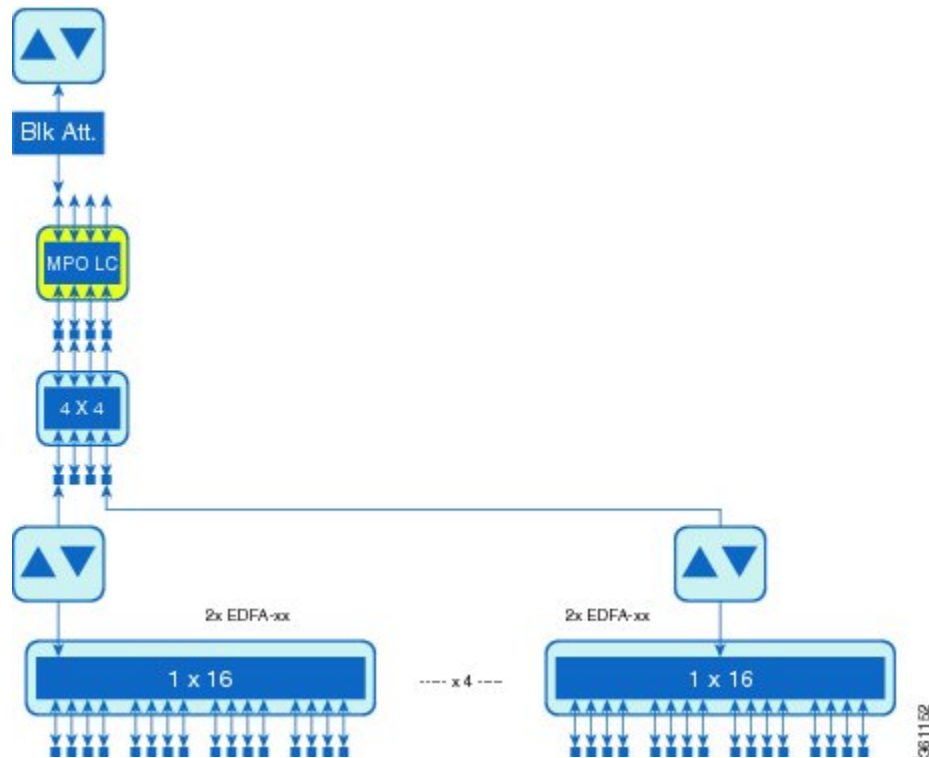 Blk Att.
MPO LC
4 X 4
2x EDFA-xx
2x EDFA-xx
1 x 16
----- x 4 -----
1 x 16
361152